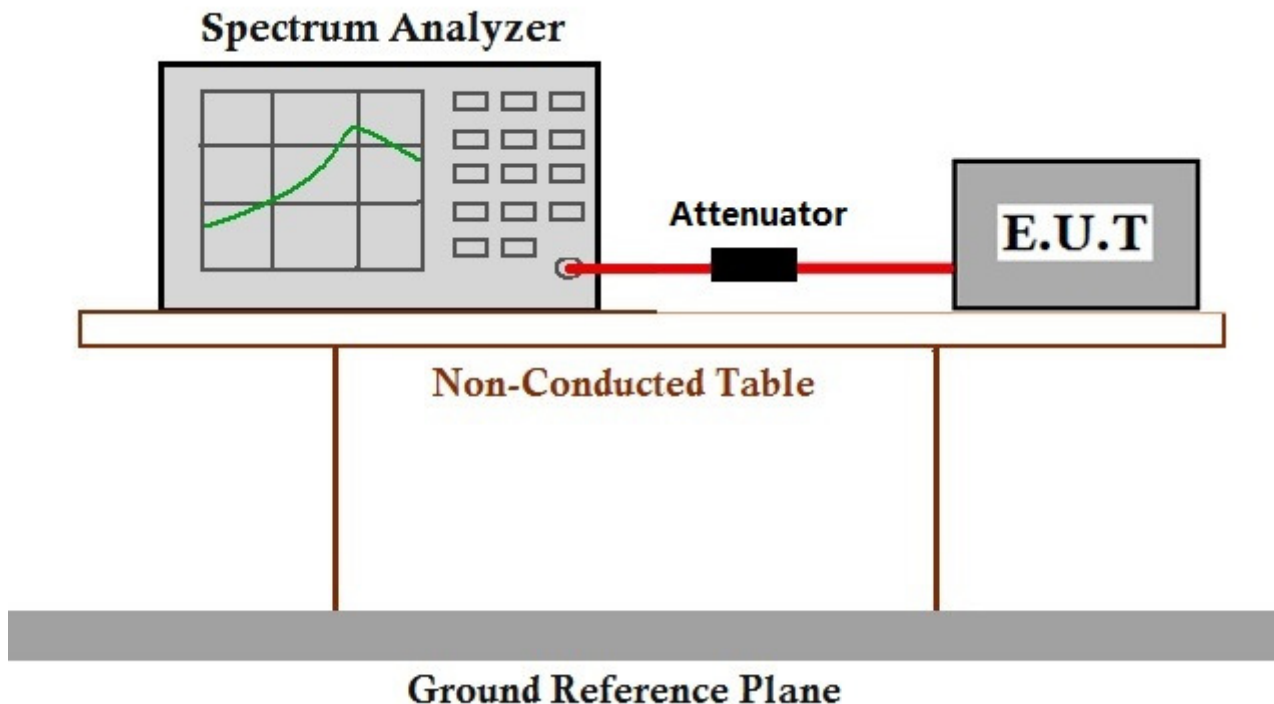 Spectrum Analyzer
Attenuator
E.U.T
Non-Conducted Table
Ground Reference Plane